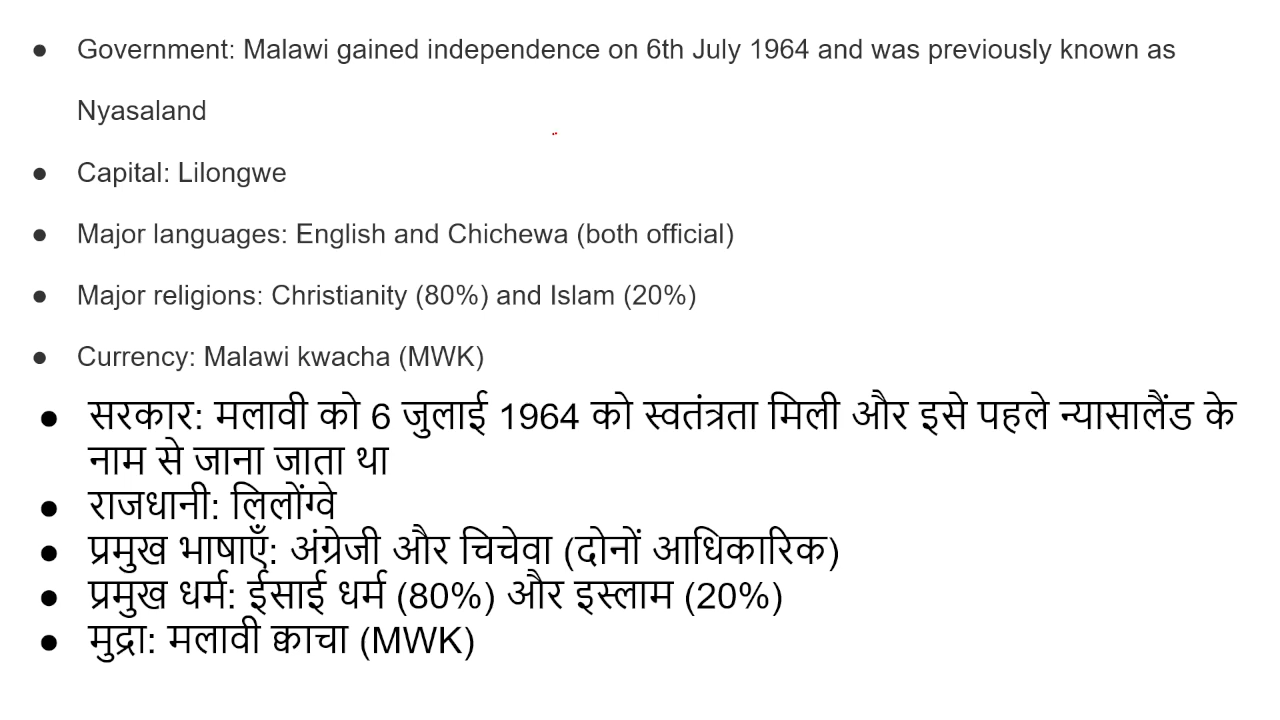 ● Government: Malawi gained independence on 6th July 1964 and was previously known as
Nyasaland
● Capital: Lilongwe
● Major languages: English and Chichewa (both official)
● Major religions: Christianity (80%) and Islam (20%)
● Currency: Malawi kwacha (MWK)
● सरकार: मलावी को 6 जुलाई 1964 को स्वतंत्रता मिली और इसे पहले न्यासालैंड के
नाम से जाना जाता था
● राजधानी: लिलोंग्वे
● प्रमुख भाषाएँ: अंग्रेजी और चिचेवा (दोनों आधिकारिक)
● प्रमुख धर्म: ईसाई धर्म (80%) और इस्लाम (20%)
● मुद्रा: मलावी क्वाचा (MWK)